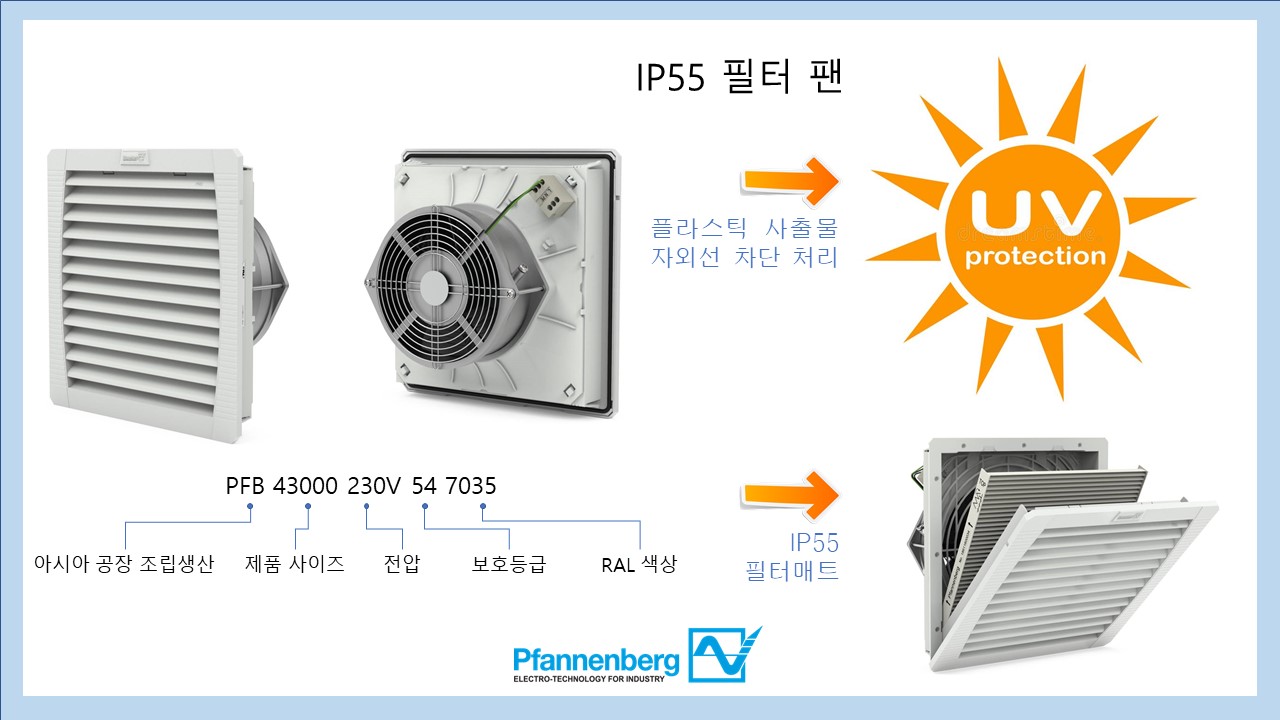 IP55 필터 팬
플라스틱 사출물
자외선 차단 처리
UV
protection
PFB 43000 230V 54 7035
아시아 공장 조립생산
제품 사이즈
전압
보호등급
RAL 색상
IP55
필터매트
Pfannenberg
ELECTRO-TECHNOLOGY FOR INDUSTRY